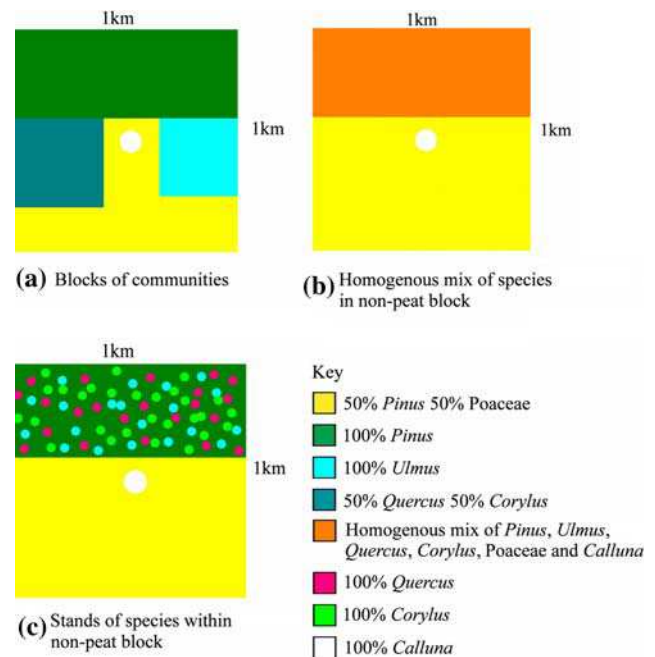 1km
1km
1km
1km
(a) Blocks of communities
(b) Homogenous mix of species
in non-peat block
1km
1km
(c) Stands of species within
non-peat block
Key
50% Pinus 50% Poaceae
100% Pinus
100% Ulmus
50% Quercus 50% Corylus
Homogenous mix of Pinus, Ulmus,
Quercus, Corylus, Poaceae and Calluna
100% Quercus
100% Corylus
100% Calluna